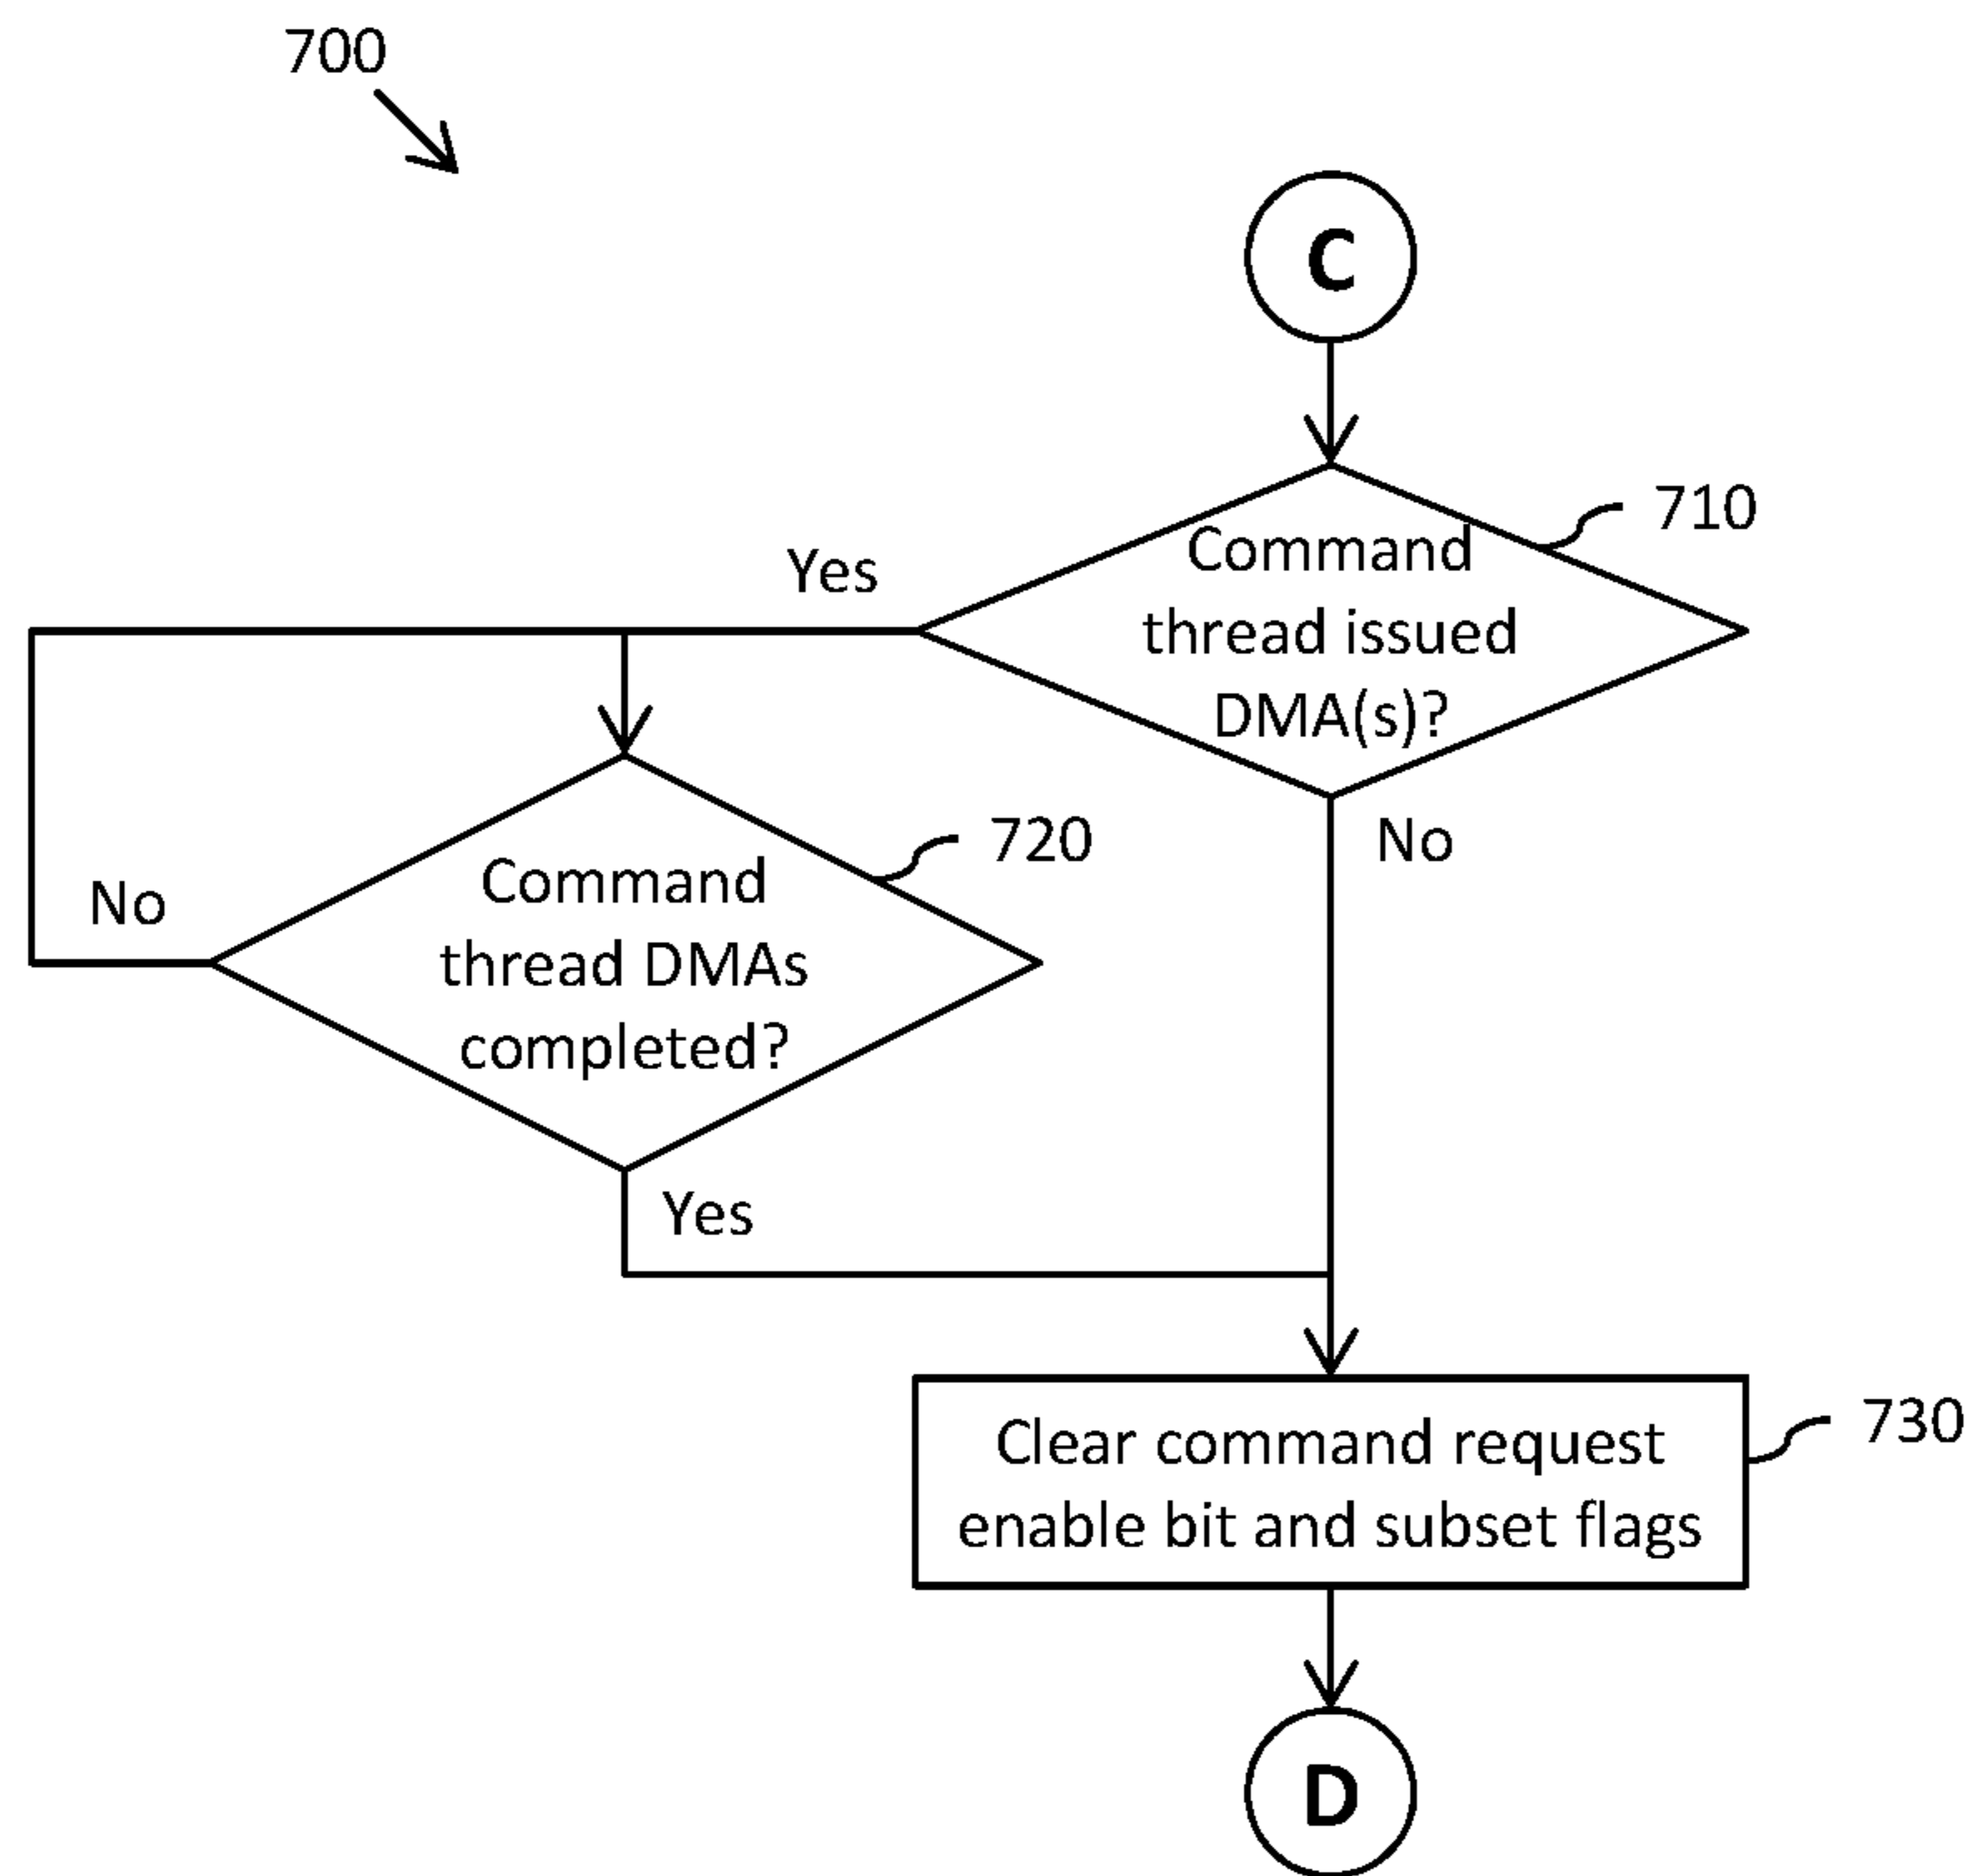 700
C
710
Command
thread issued
DMA(s)?
Yes
No
720
Command
thread DMAs
completed?
No
Yes
730
Clear command request
enable bit and subset flags
D